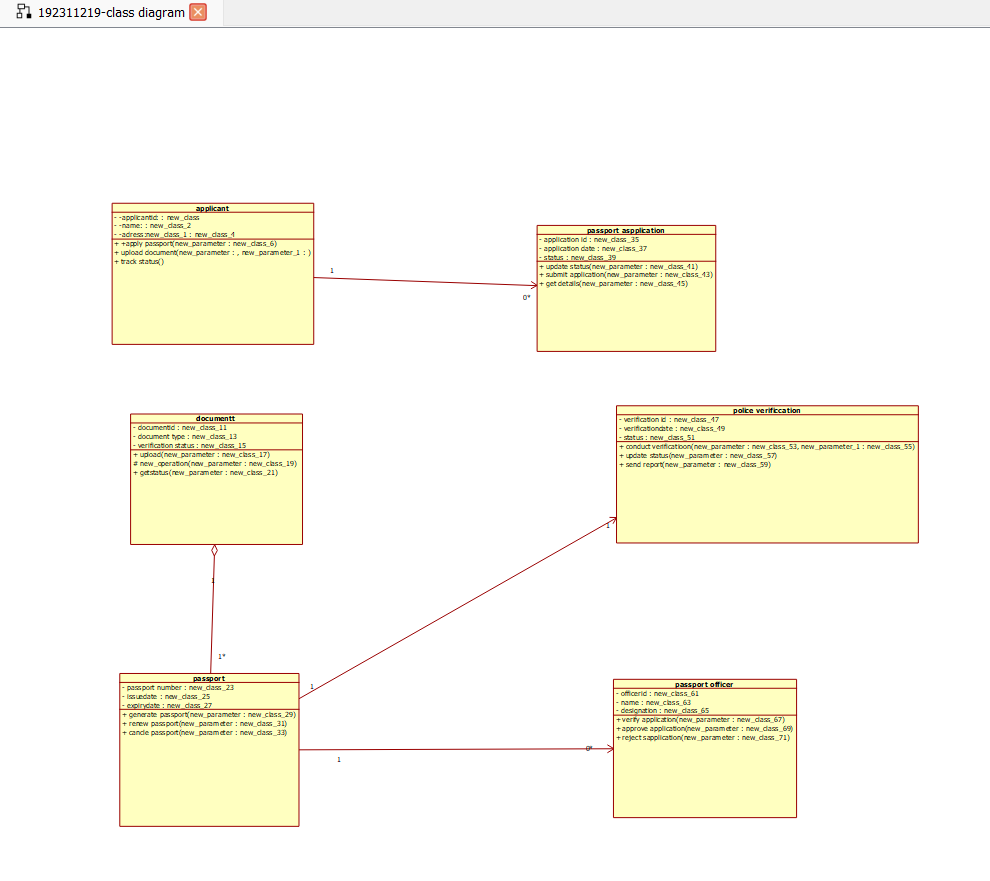 192311219-class diagram
applicant
- -applicantid: : new_class
- -name: : new_class_2
- -adress:new_class_1 : new_class_4
+ +apply passport(new_parameter : new_class_6)
+ upload document(new_parameter : , new_parameter_1 : )
+ track status()
1
0*
passport aspplication
- application id : new_class_35
- application date : new_class_37
- status : new_class_39
+ update status(new_parameter : new_class_41)
+ submit application(new_parameter : new_class_43)
+ get details(new_parameter : new_class_45)
documentt
- documentid : new_class_11
- document type : new_class_13
- verification status : new_class_15
+ upload(new_parameter : new_class_17)
# new_operation(new_parameter : new_class_19)
+ getstatus(new_parameter : new_class_21)
police verificcation
- verification id : new_class_47
- verificationdate : new_class_49
- status : new_class_51
+ conduct verificatioon(new_parameter : new_class_53, new_parameter_1 : new_class_55)
+ update status(new_parameter : new_class_57)
+ send report(new_parameter : new_class_59)
1
1
1*
1
passport
- passport number : new_class_23
- issuedate : new_class_25
- expirydate : new_class_27
+ generate passport(new_parameter : new_class_29)
+ renew passport(new_parameter : new_class_31)
+ cancle passport(new_parameter : new_class_33)
1
0*
passport officer
- officerid : new_class_61
- name : new_class_63
- designation : new_class_65
+ verify application(new_parameter : new_class_67)
+ approve application(new_parameter : new_class_69)
+ reject sapplication(new_parameter : new_class_71)